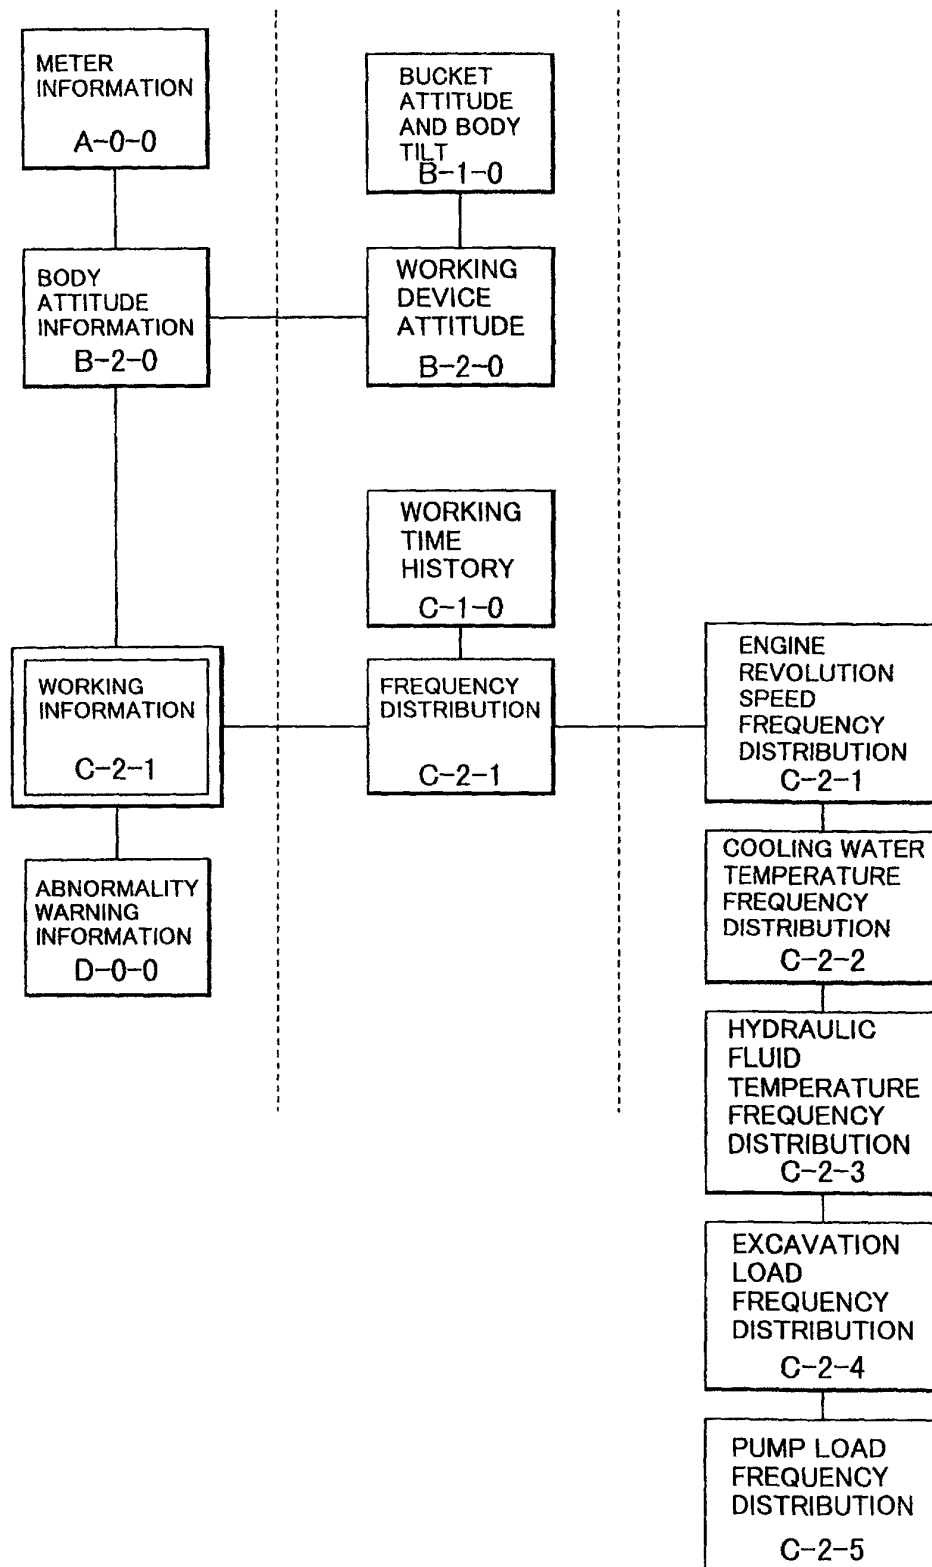 METER
INFORMATION
A-0-0
BODY
ATTITUDE
INFORMATION
B-2-0
WORKING
INFORMATION
C-2-1
ABNORMALITY
WARNING
INFORMATION
D-0-0
BUCKET
ATTITUDE
AND BODY
TILT
B-1-0
WORKING
DEVICE
ATTITUDE
B-2-0
WORKING
TIME
HISTORY
C-1-0
FREQUENCY
DISTRIBUTION
C-2-1
ENGINE
REVOLUTION
SPEED
FREQUENCY
DISTRIBUTION
C-2-1
COOLING WATER
TEMPERATURE
FREQUENCY
DISTRIBUTION
C-2-2
HYDRAULIC
FLUID
TEMPERATURE
FREQUENCY
DISTRIBUTION
C-2-3
EXCAVATION
LOAD
FREQUENCY
DISTRIBUTION
C-2-4
PUMP LOAD
FREQUENCY
DISTRIBUTION
C-2-5